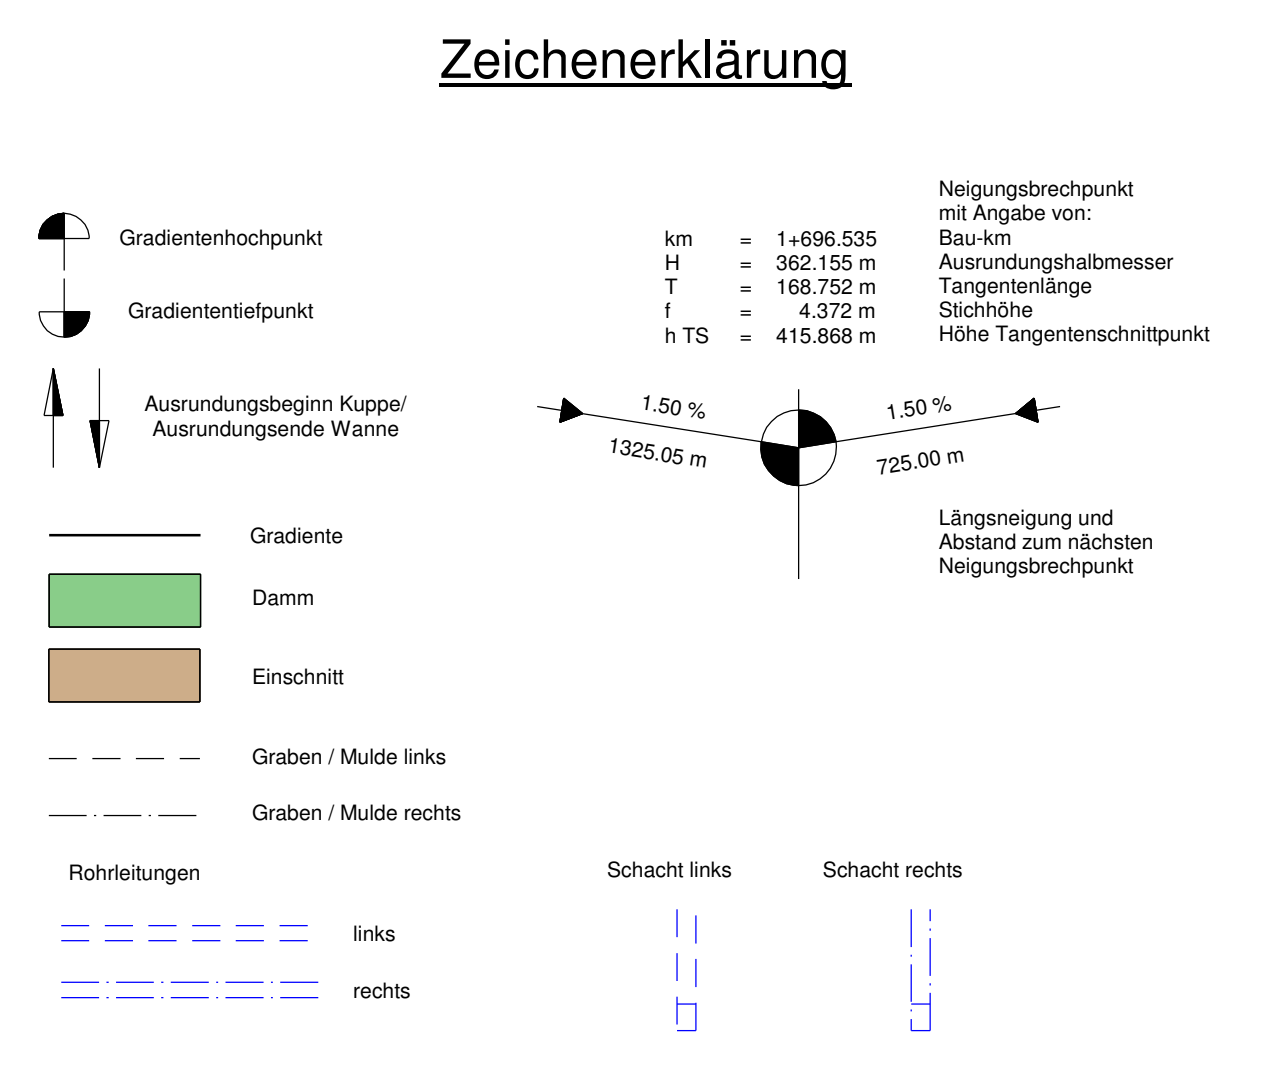 Zeichenerklärung
Gradientenhochpunkt
Gradiententiefpunkt
Ausrundungsbeginn Kuppe/
Ausrundungsende Wanne
Gradiente
Damm
Einschnitt
Graben / Mulde links
Graben / Mulde rechts
Rohrleitungen
links
rechts
Neigungsbrechpunkt
mit Angabe von:
km = 1+696.535 Bau-km
H = 362.155 m Ausrundungshalbmesser
T = 168.752 m Tangentenlänge
f = 4.372 m Stichhöhe
h TS = 415.868 m Höhe Tangentenschnittpunkt
1.50 %
1325.05 m
1.50 %
725.00 m
Längsneigung und
Abstand zum nächsten
Neigungsbrechpunkt
Schacht links
Schacht rechts